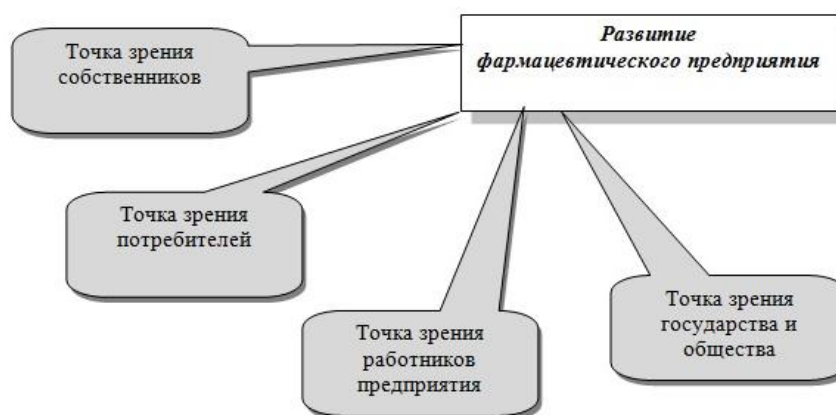 Развитие
фармацевтического предприятия
Точка зрения
собственников
Точка зрения
потребителей
Точка зрения
работников
предприятия
Точка зрения
государства и
общества